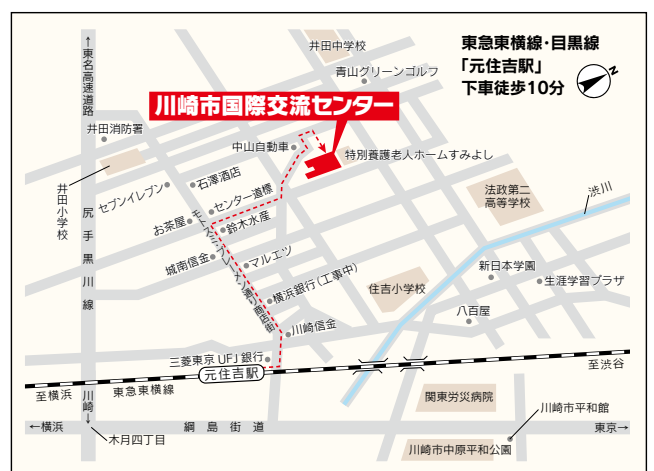 東急東横線・目黒線
「元住吉駅」
下車徒歩10分
N
井田中学校
青山グリーンゴルフ
←東名高速道路
川崎市国際交流センター
井田消防署
中山自動車
特別養護老人ホームすみよし
井田小学校
セブンイレブン
石澤酒店
センター道標
お茶屋
鈴木水産
法政第二
高等学校
渋川
尻手黒川線
モトスミ・ブレーメン通り商店街
城南信金
マルエツ
横浜銀行(工事中)
住吉小学校
新日本学園
生涯学習プラザ
八百屋
川崎信金
三菱東京UFJ銀行
元住吉駅
至渋谷
至横浜
東急東横線
川崎→
関東労災病院
川崎市平和館
←横浜
綱島街道
東京→
木月四丁目
川崎市中原平和公園